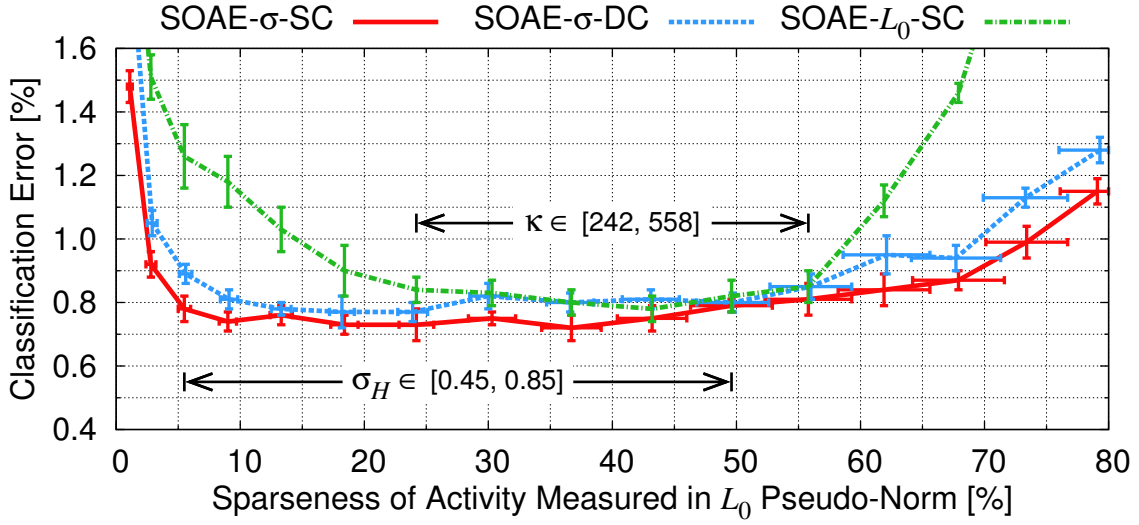 SOAE-σ-SC SOAE-σ-DC SOAE-L₀-SC
1.6
1.4
1.2
1.0
0.8
0.6
0.4
Classification Error [%]
κ ∈ [242, 558]
σ_H ∈ [0.45, 0.85]
0 10 20 30 40 50 60 70 80
Sparseness of Activity Measured in L₀ Pseudo-Norm [%]